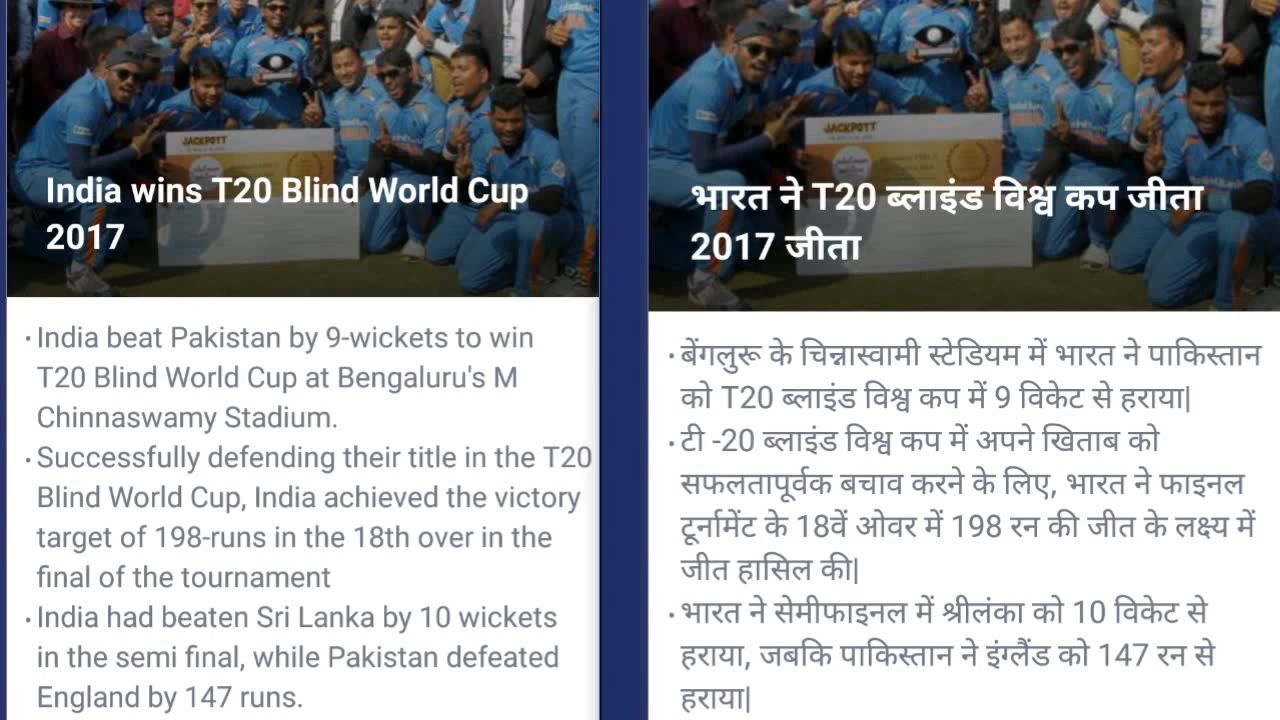 JACKPOTT
India wins T20 Blind World Cup
2017
• India beat Pakistan by 9-wickets to win
T20 Blind World Cup at Bengaluru's M
Chinnaswamy Stadium.
• Successfully defending their title in the T20
Blind World Cup, India achieved the victory
target of 198-runs in the 18th over in the
final of the tournament
• India had beaten Sri Lanka by 10 wickets
in the semi final, while Pakistan defeated
England by 147 runs.
JACKPOTT
भारत ने T20 ब्लाइंड विश्व कप जीता
2017 जीता
• बेंगलुरू के चिन्नास्वामी स्टेडियम में भारत ने पाकिस्तान
को T20 ब्लाइंड विश्व कप में 9 विकेट से हराया|
• टी -20 ब्लाइंड विश्व कप में अपने खिताब को
सफलतापूर्वक बचाव करने के लिए, भारत ने फाइनल
टूर्नामेंट के 18वें ओवर में 198 रन की जीत के लक्ष्य में
जीत हासिल की|
• भारत ने सेमीफाइनल में श्रीलंका को 10 विकेट से
हराया, जबकि पाकिस्तान ने इंग्लैंड को 147 रन से
हराया|